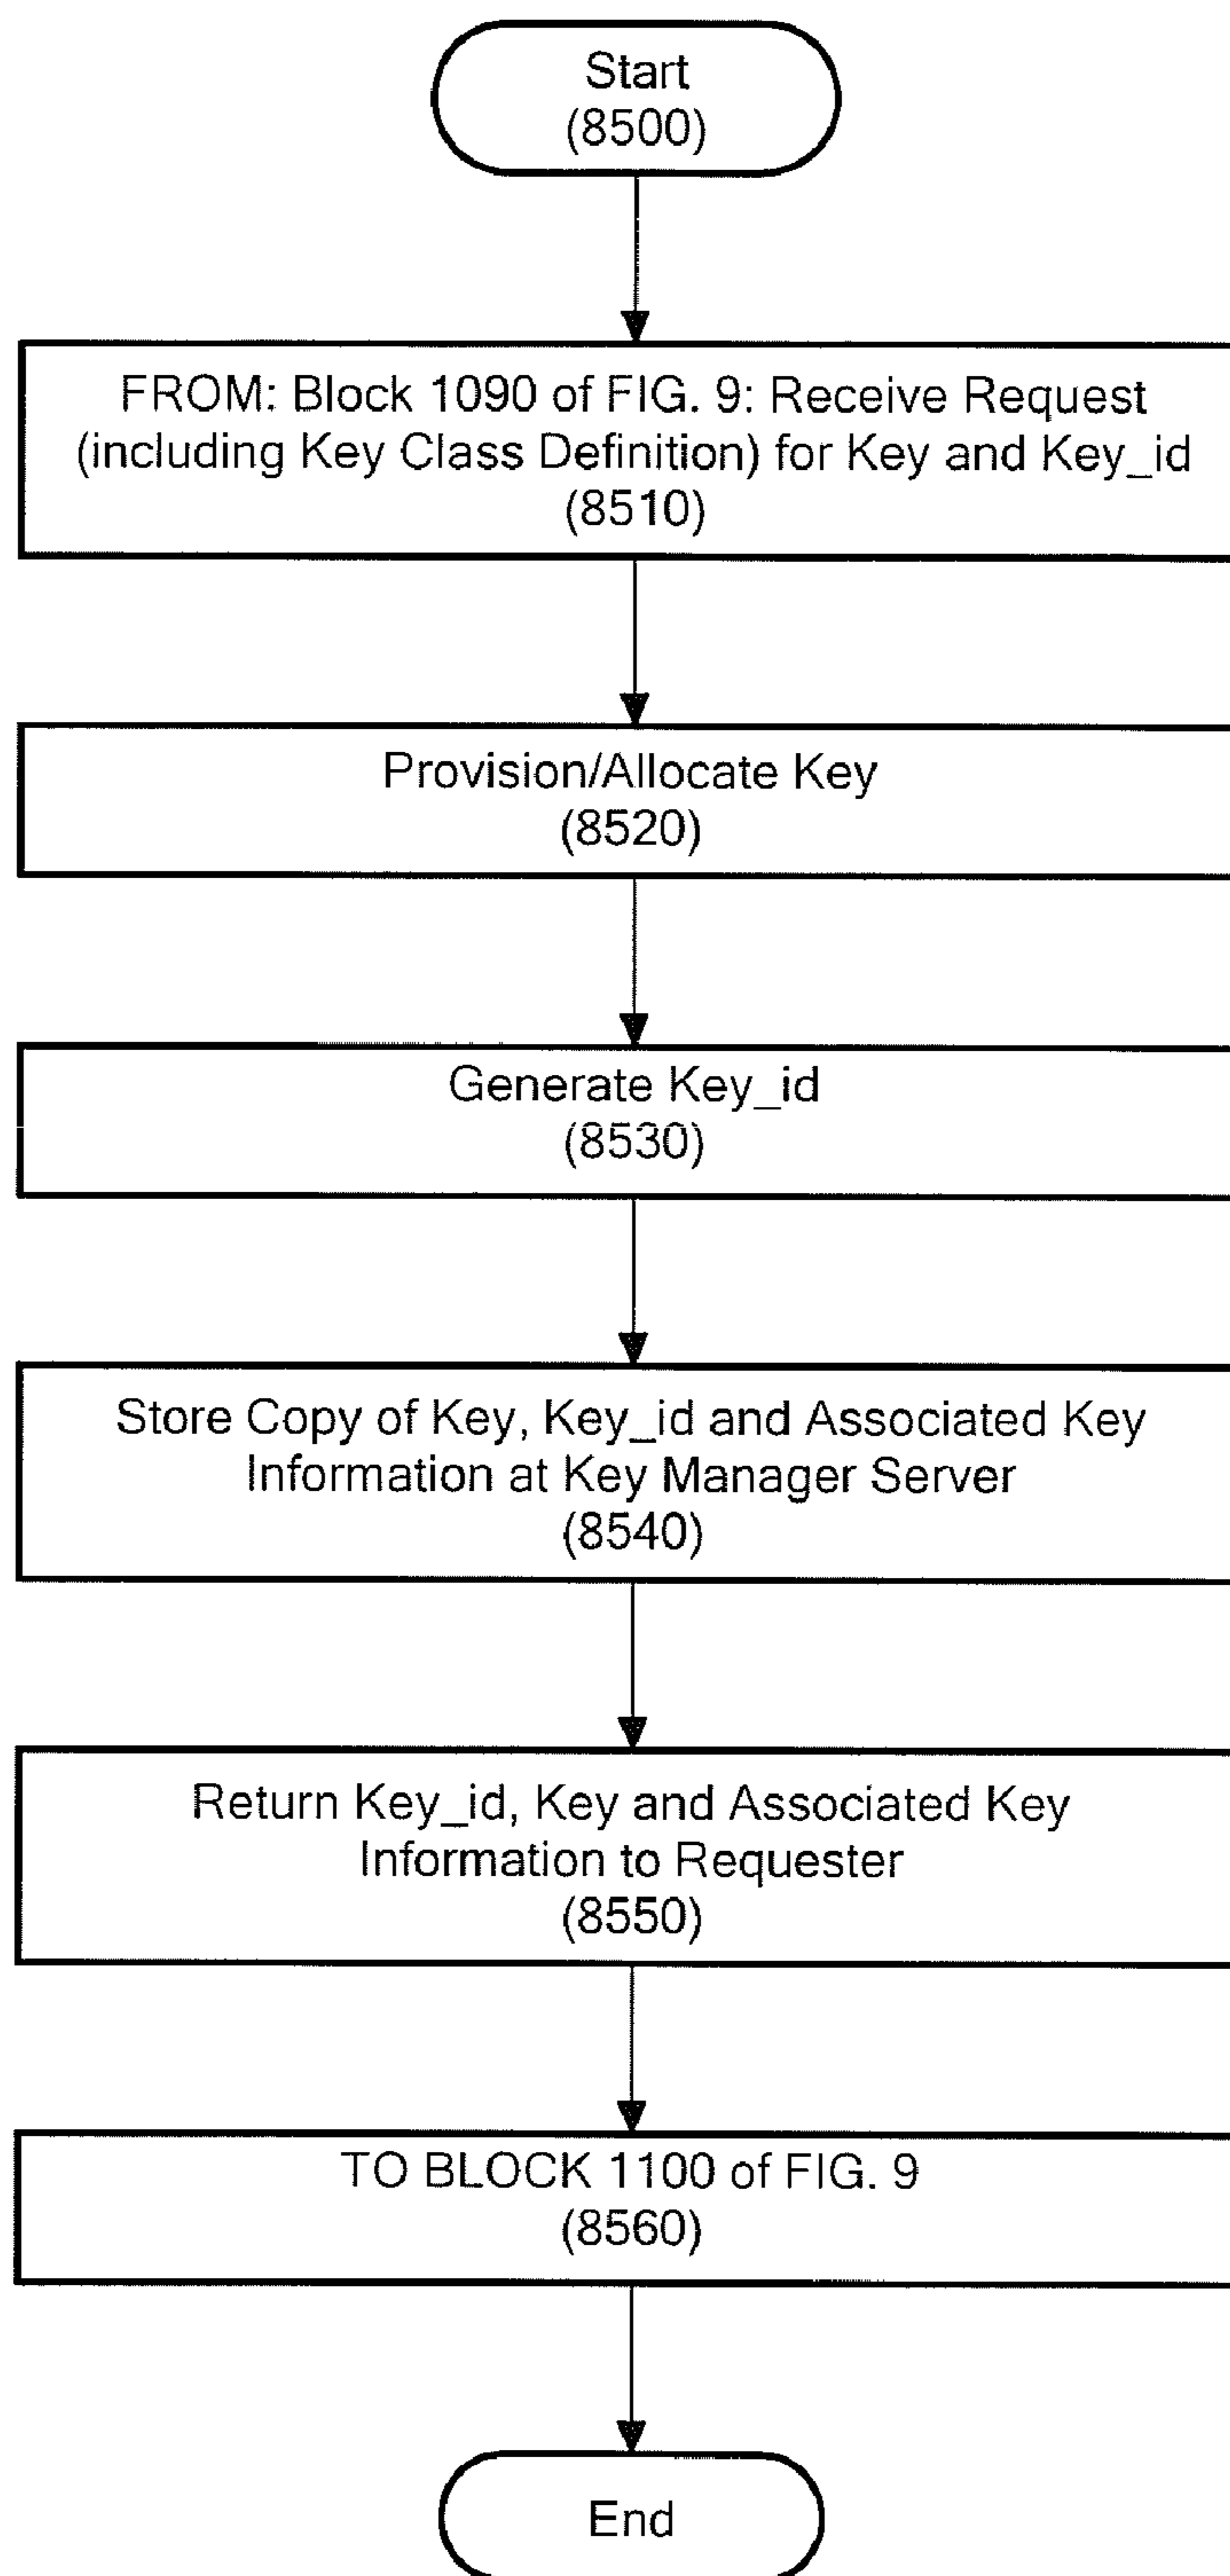 Start
(8500)
FROM: Block 1090 of FIG. 9: Receive Request
(including Key Class Definition) for Key and Key_id
(8510)
Provision/Allocate Key
(8520)
Generate Key_id
(8530)
Store Copy of Key, Key_id and Associated Key
Information at Key Manager Server
(8540)
Return Key_id, Key and Associated Key
Information to Requester
(8550)
TO BLOCK 1100 of FIG. 9
(8560)
End